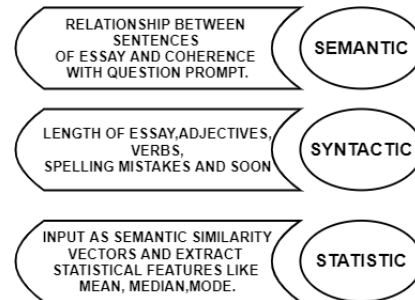 RELATIONSHIP BETWEEN
SENTENCES
OF ESSAY AND COHERENCE
WITH QUESTION PROMPT.
SEMANTIC
LENGTH OF ESSAY,ADJECTIVES,
VERBS,
SPELLING MISTAKES AND SOON
SYNTACTIC
INPUT AS SEMANTIC SIMILARITY
VECTORS AND EXTRACT
STATISTICAL FEATURES LIKE
MEAN, MEDIAN,MODE.
STATISTIC